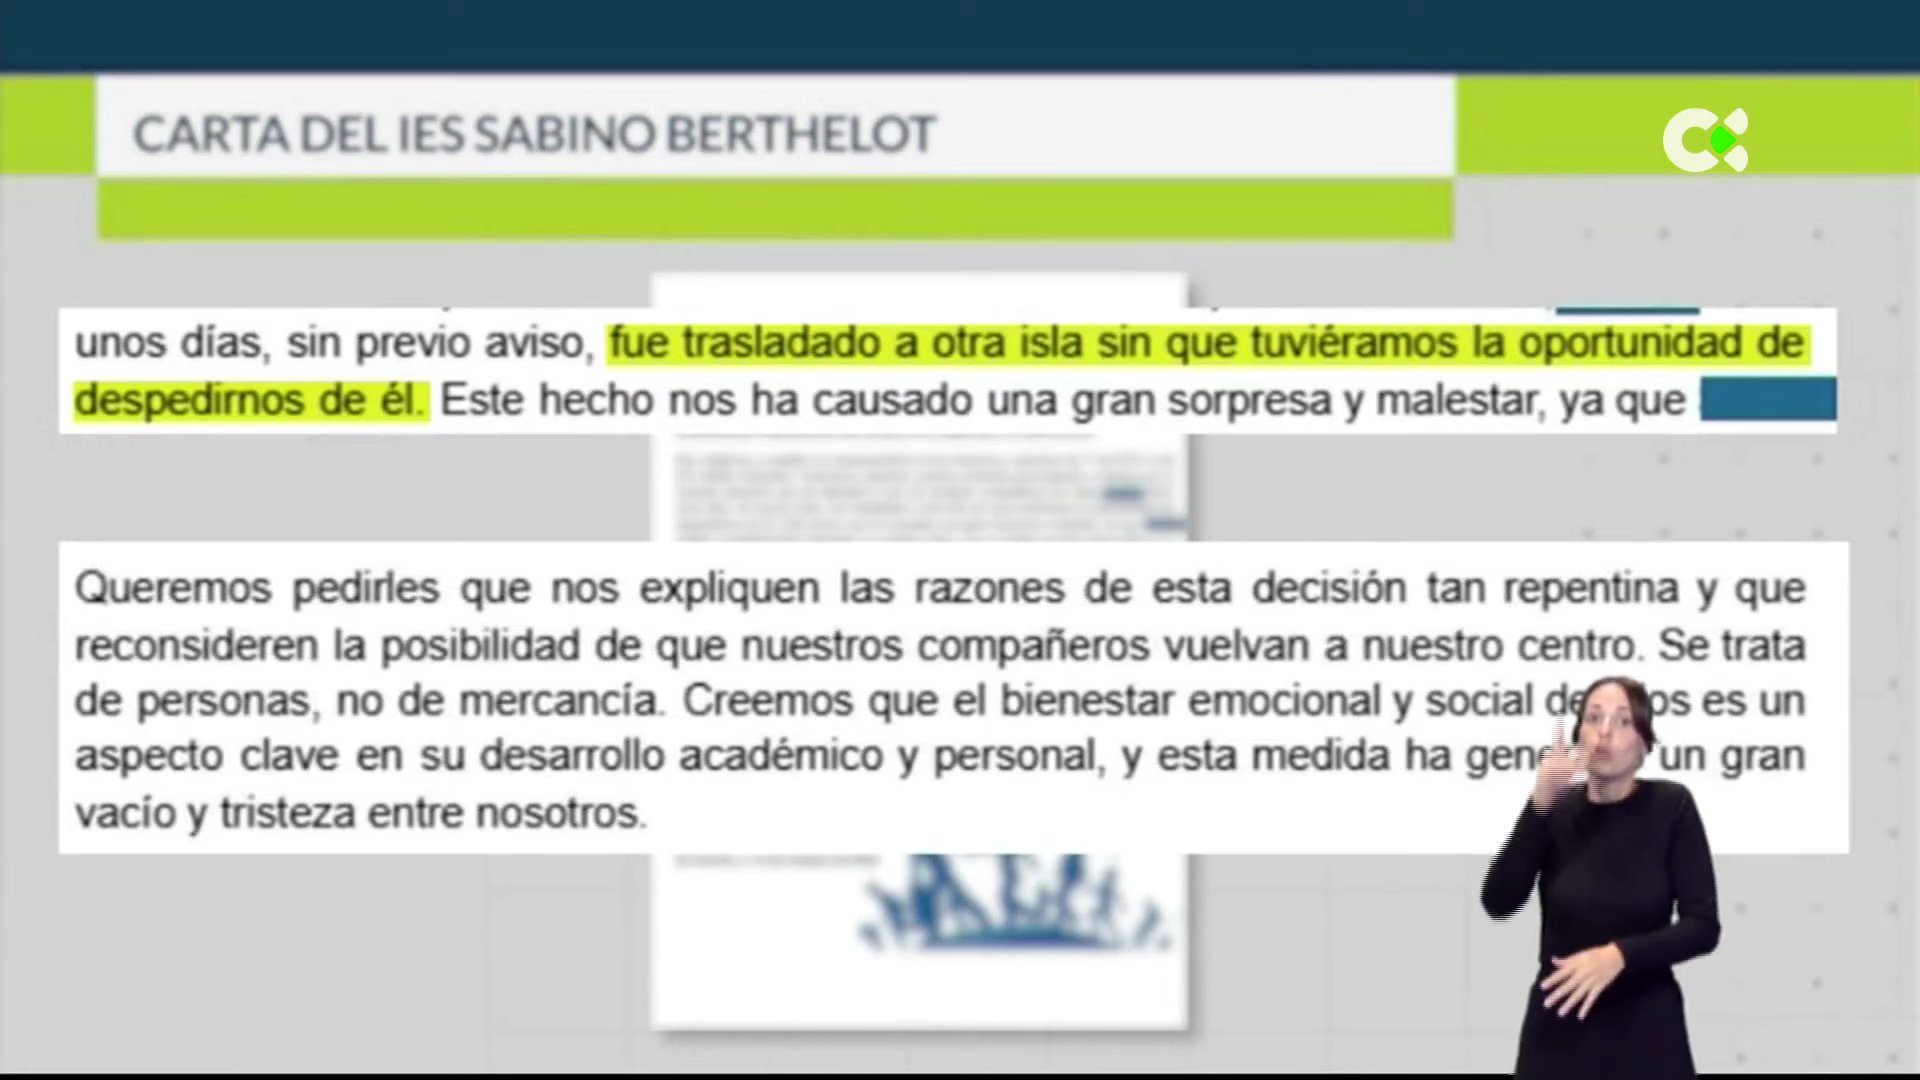 CARTA DEL IES SABINO BERTHELOT
unos días, sin previo aviso, fue trasladado a otra isla sin que tuviéramos la oportunidad de
despedirnos de él. Este hecho nos ha causado una gran sorpresa y malestar, ya que
Queremos pedirles que nos expliquen las razones de esta decisión tan repentina y que
reconsideren la posibilidad de que nuestros compañeros vuelvan a nuestro centro. Se trata
de personas, no de mercancía. Creemos que el bienestar emocional y social es un
aspecto clave en su desarrollo académico y personal, y esta medida ha un gran
vacío y tristeza entre nosotros.